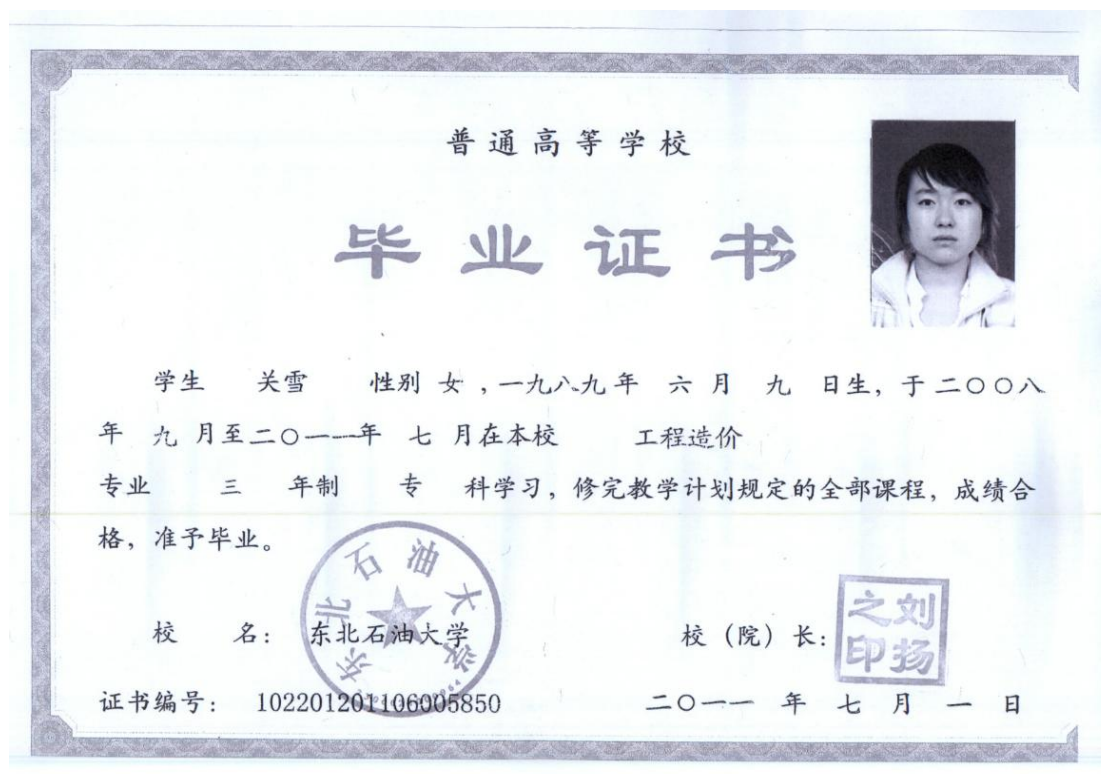 普通高等学校
毕业证书
学生 关雪 性别 女 ，一九八九年 六 月 九 日生，于二〇〇八
年 九 月至二〇一一年 七 月在本校 工程造价
专业 三 年制 专 科学习，修完教学计划规定的全部课程，成绩合
格，准予毕业。
东北石油大学
校 名： 东北石油大学 校（院）长：
刘扬之印
证书编号： 102201201106005850 二〇一一 年 七 月 一 日